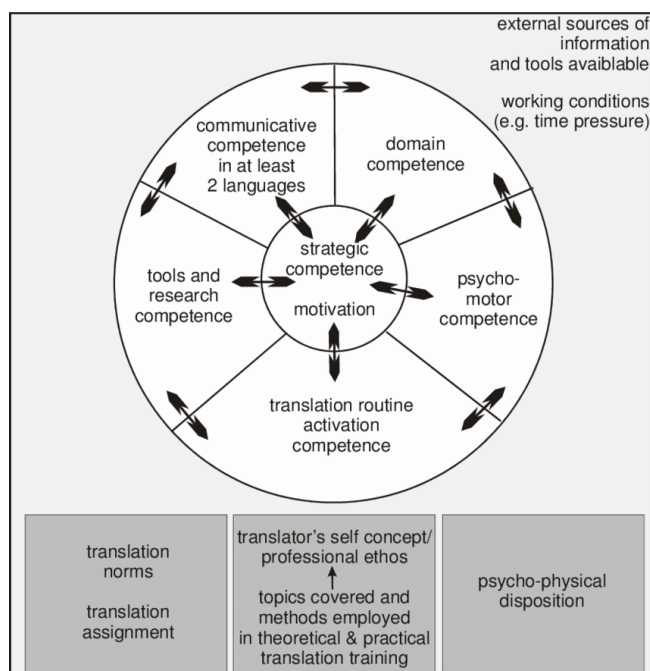 external sources of
information
and tools avaiblable
working conditions
(e.g. time pressure)
communicative
competence
in at least
2 languages
domain
competence
strategic
competence
motivation
tools and
research
competence
psycho-
motor
competence
translation routine
activation
competence
translation
norms
translation
assignment
translator's self concept/
professional ethos
topics covered and
methods employed
in theoretical & practical
translation training
psycho-physical
disposition